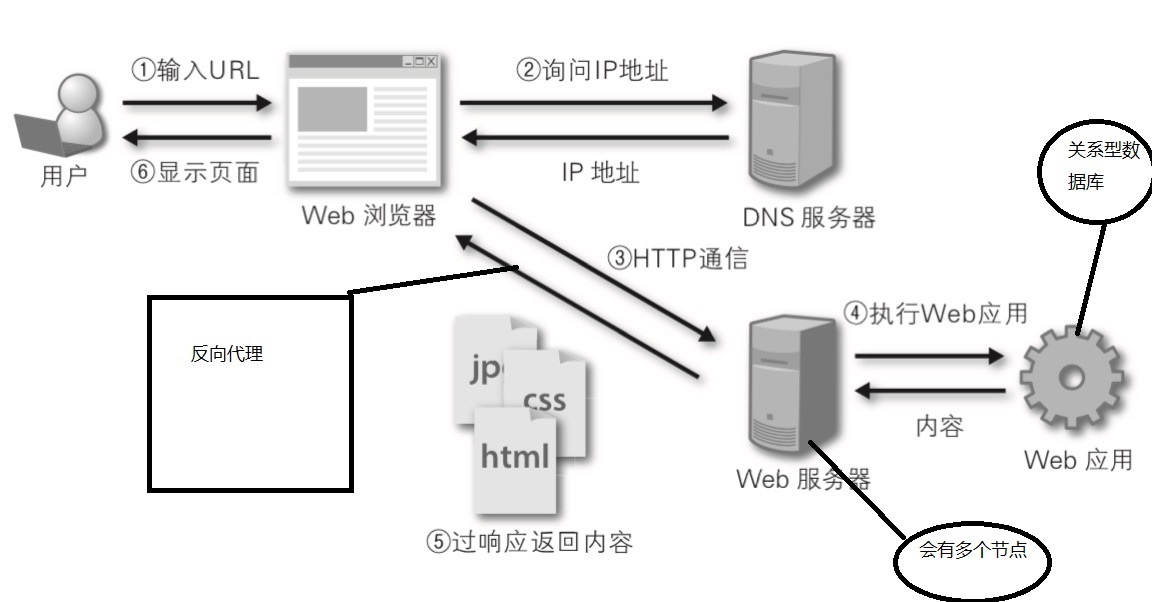 ①输入URL
②询问IP地址
用户
⑥显示页面
IP 地址
Web 浏览器
DNS 服务器
关系型数
据库
③HTTP通信
反向代理
④执行Web应用
jp
css
html
内容
Web 服务器
Web 应用
⑤过响应返回内容
会有多个节点